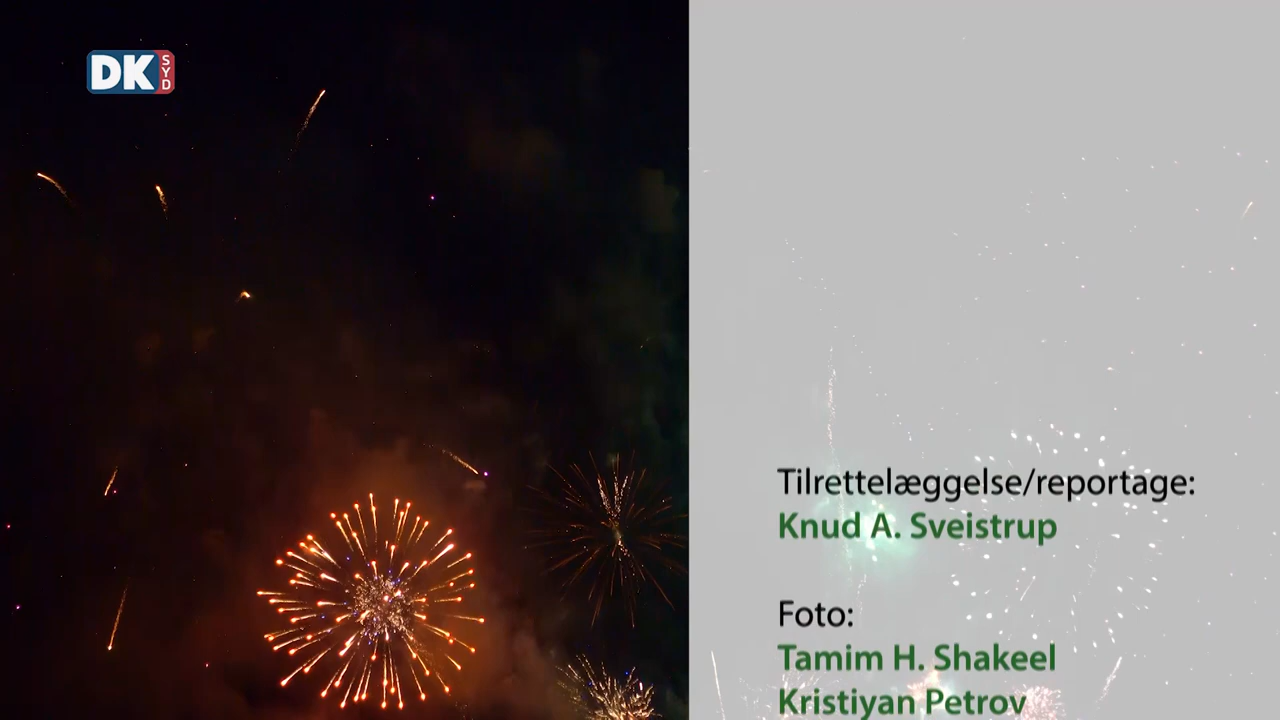 DK SYD
Tilrettelæggelse/reportage:
Knud A. Sveistrup
Foto:
Tamim H. Shakeel
Kristiyan Petrov